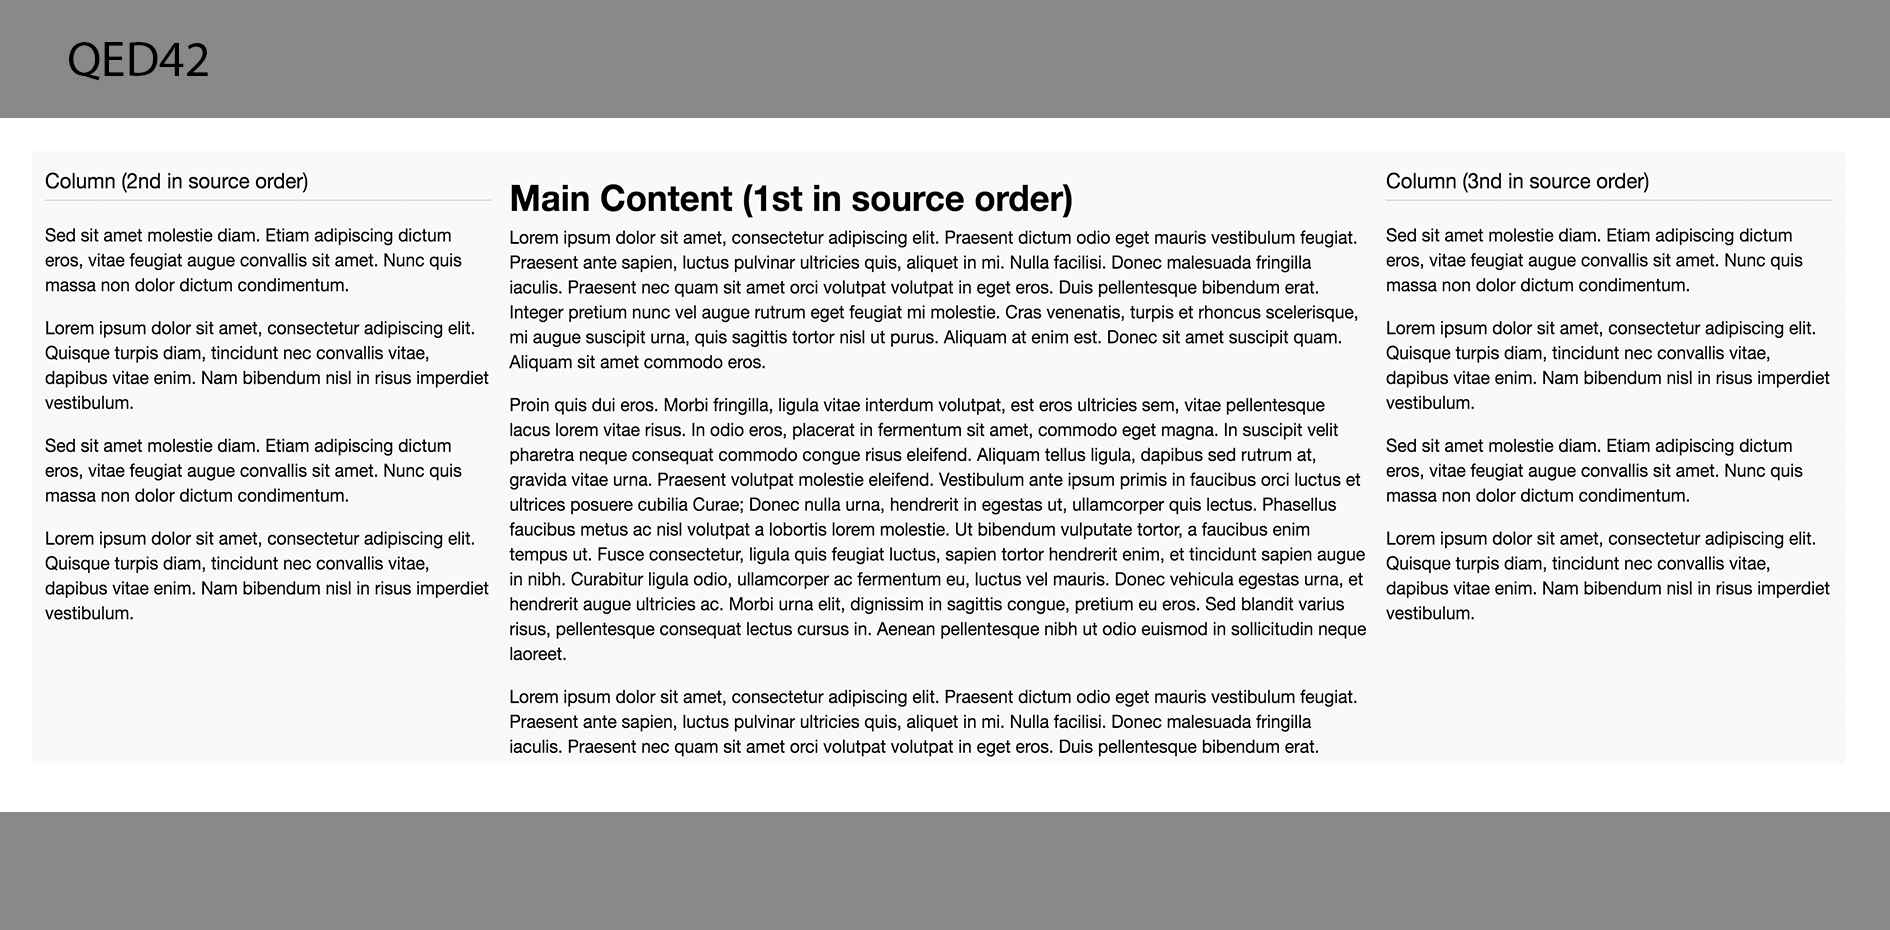 QED42
Column (2nd in source order)
Sed sit amet molestie diam. Etiam adipiscing dictum
eros, vitae feugiat augue convallis sit amet. Nunc quis
massa non dolor dictum condimentum.
Lorem ipsum dolor sit amet, consectetur adipiscing elit.
Quisque turpis diam, tincidunt nec convallis vitae,
dapibus vitae enim. Nam bibendum nisl in risus imperdiet
vestibulum.
Sed sit amet molestie diam. Etiam adipiscing dictum
eros, vitae feugiat augue convallis sit amet. Nunc quis
massa non dolor dictum condimentum.
Lorem ipsum dolor sit amet, consectetur adipiscing elit.
Quisque turpis diam, tincidunt nec convallis vitae,
dapibus vitae enim. Nam bibendum nisl in risus imperdiet
vestibulum.
Main Content (1st in source order)
Lorem ipsum dolor sit amet, consectetur adipiscing elit. Praesent dictum odio eget mauris vestibulum feugiat.
Praesent ante sapien, luctus pulvinar ultricies quis, aliquet in mi. Nulla facilisi. Donec malesuada fringilla
iaculis. Praesent nec quam sit amet orci volutpat volutpat in eget eros. Duis pellentesque bibendum erat.
Integer pretium nunc vel augue rutrum eget feugiat mi molestie. Cras venenatis, turpis et rhoncus scelerisque,
mi augue suscipit urna, quis sagittis tortor nisl ut purus. Aliquam at enim est. Donec sit amet suscipit quam.
Aliquam sit amet commodo eros.
Proin quis dui eros. Morbi fringilla, ligula vitae interdum volutpat, est eros ultricies sem, vitae pellentesque
lacus lorem vitae risus. In odio eros, placerat in fermentum sit amet, commodo eget magna. In suscipit velit
pharetra neque consequat commodo congue risus eleifend. Aliquam tellus ligula, dapibus sed rutrum at,
gravida vitae urna. Praesent volutpat molestie eleifend. Vestibulum ante ipsum primis in faucibus orci luctus et
ultrices posuere cubilia Curae; Donec nulla urna, hendrerit in egestas ut, ullamcorper quis lectus. Phasellus
faucibus metus ac nisl volutpat a lobortis lorem molestie. Ut bibendum vulputate tortor, a faucibus enim
tempus ut. Fusce consectetur, ligula quis feugiat luctus, sapien tortor hendrerit enim, et tincidunt sapien augue
in nibh. Curabitur ligula odio, ullamcorper ac fermentum eu, luctus vel mauris. Donec vehicula egestas urna, et
hendrerit augue ultricies ac. Morbi urna elit, dignissim in sagittis congue, pretium eu eros. Sed blandit varius
risus, pellentesque consequat lectus cursus in. Aenean pellentesque nibh ut odio euismod in sollicitudin neque
laoreet.
Lorem ipsum dolor sit amet, consectetur adipiscing elit. Praesent dictum odio eget mauris vestibulum feugiat.
Praesent ante sapien, luctus pulvinar ultricies quis, aliquet in mi. Nulla facilisi. Donec malesuada fringilla
iaculis. Praesent nec quam sit amet orci volutpat volutpat in eget eros. Duis pellentesque bibendum erat.
Column (3nd in source order)
Sed sit amet molestie diam. Etiam adipiscing dictum
eros, vitae feugiat augue convallis sit amet. Nunc quis
massa non dolor dictum condimentum.
Lorem ipsum dolor sit amet, consectetur adipiscing elit.
Quisque turpis diam, tincidunt nec convallis vitae,
dapibus vitae enim. Nam bibendum nisl in risus imperdiet
vestibulum.
Sed sit amet molestie diam. Etiam adipiscing dictum
eros, vitae feugiat augue convallis sit amet. Nunc quis
massa non dolor dictum condimentum.
Lorem ipsum dolor sit amet, consectetur adipiscing elit.
Quisque turpis diam, tincidunt nec convallis vitae,
dapibus vitae enim. Nam bibendum nisl in risus imperdiet
vestibulum.